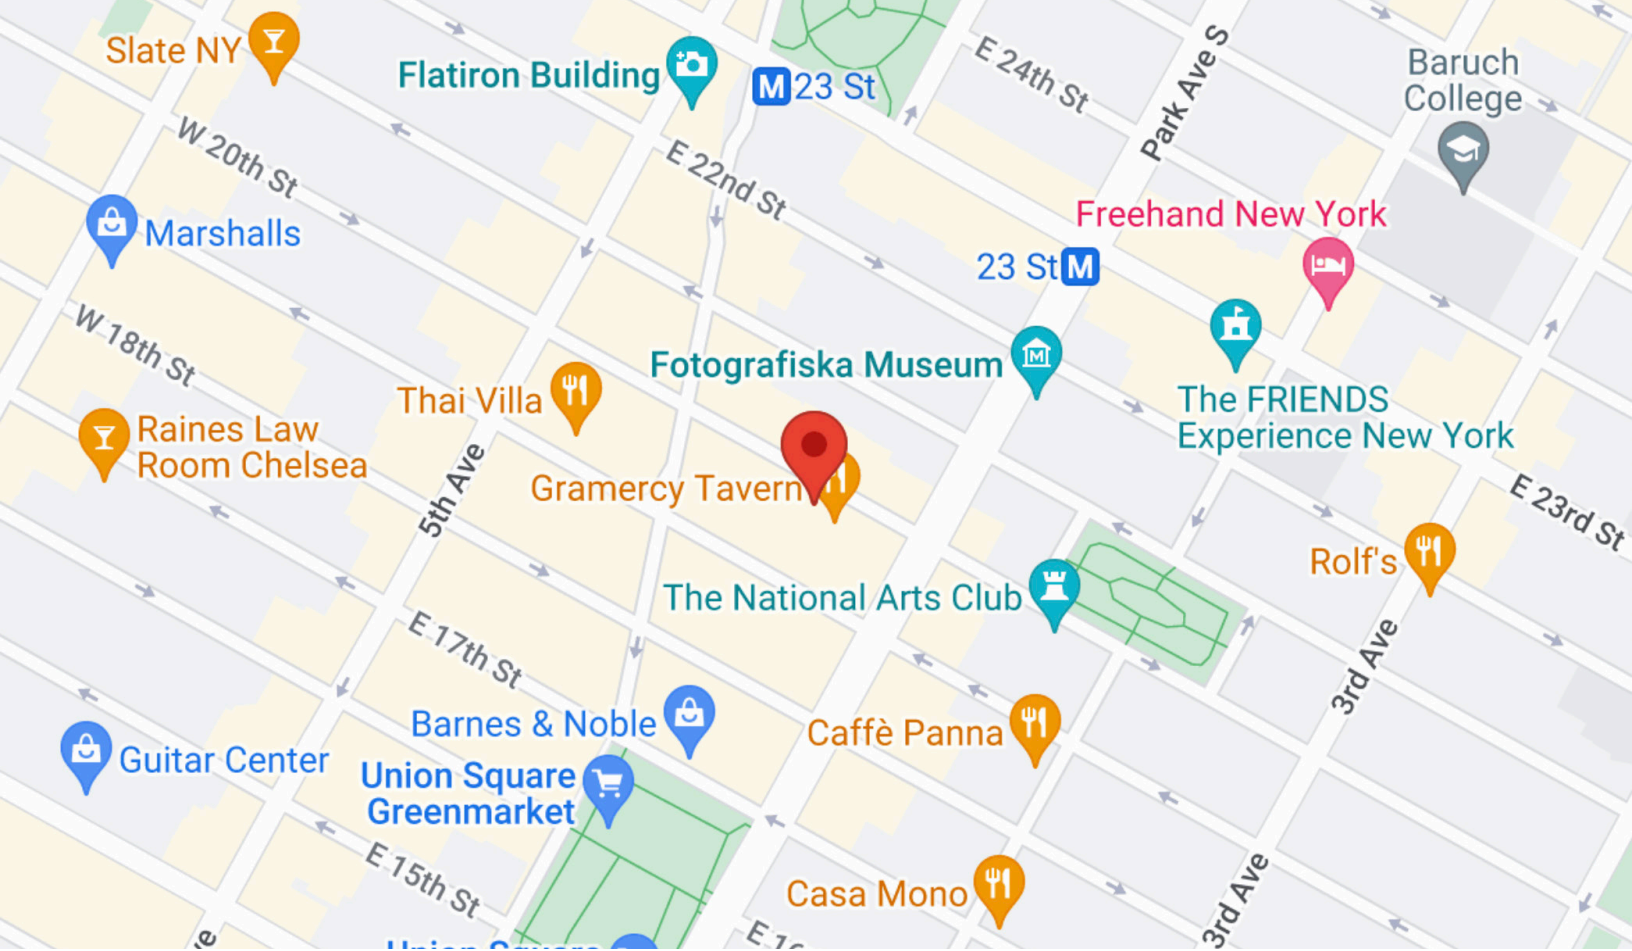 Slate NY
Flatiron Building
M 23 St
E 24th St
Park Ave S
Baruch
College
W 20th St
E 22nd St
Marshalls
Freehand New York
23 St M
W 18th St
Thai Villa
Fotografiska Museum
M
The FRIENDS
Experience New York
Raines Law
Room Chelsea
5th Ave
Gramercy Tavern
E 23rd St
Rolf's
The National Arts Club
E 17th St
3rd Ave
Barnes & Noble
Caffè Panna
Guitar Center
Union Square
Greenmarket
E 15th St
Casa Mono
3rd Ave
Union Square